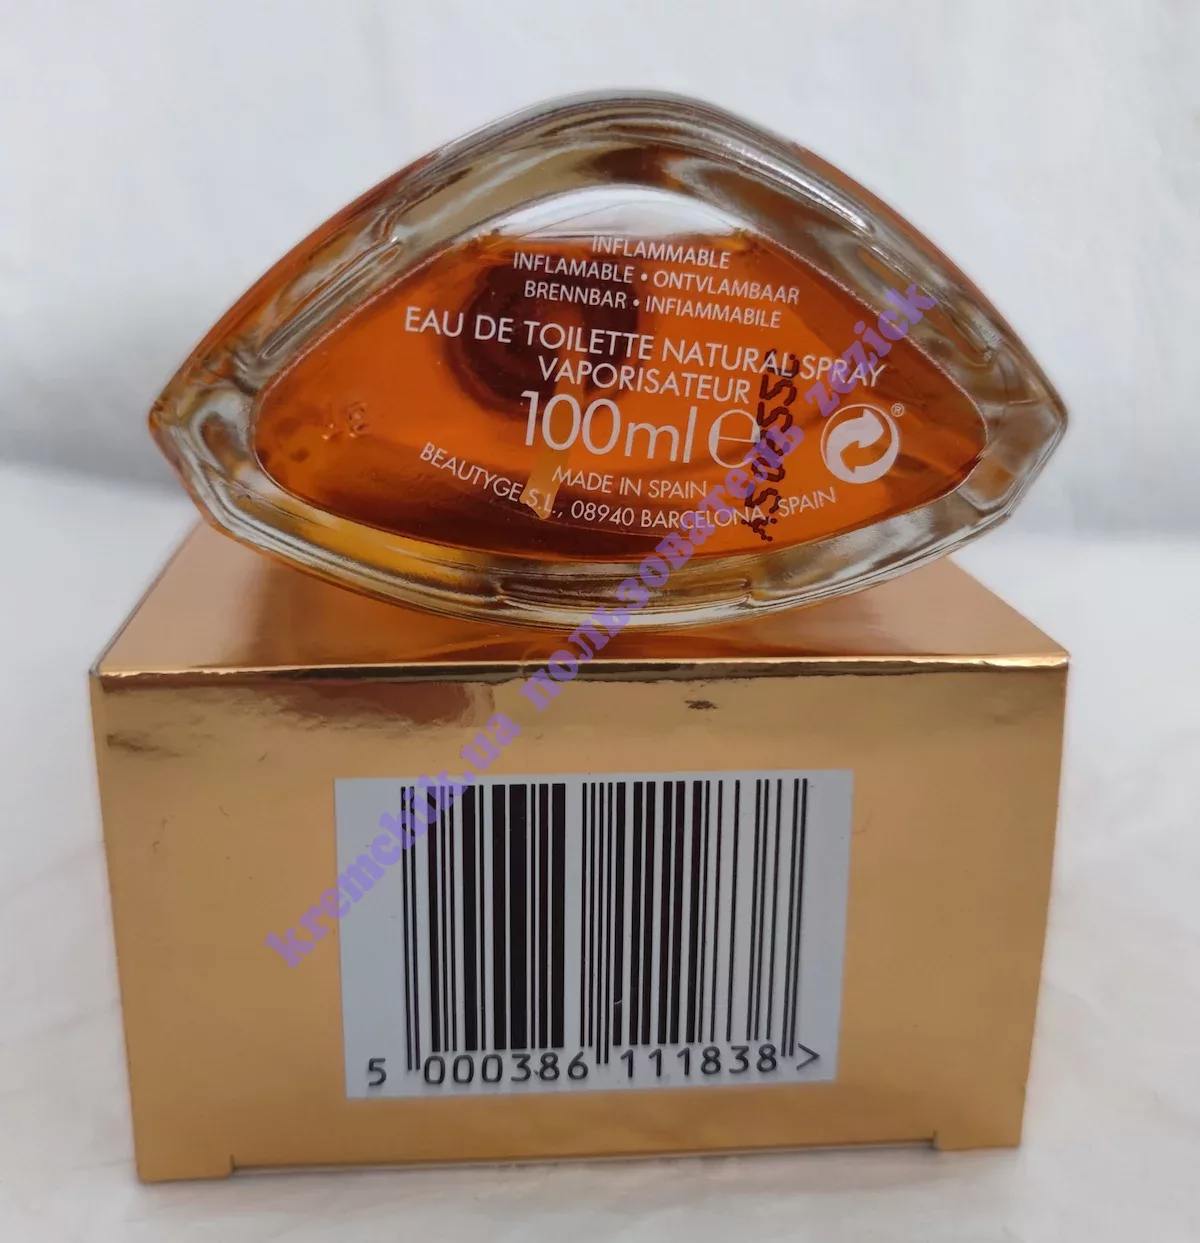 INFLAMMABLE
INFLAMABLE • ONTVLAMBAAR
BRENNBAR • INFIAMMABILE
EAU DE TOILETTE NATURAL SPRAY
VAPORISATEUR
100ml ℮
MADE IN SPAIN
BEAUTYGE S.L., 08940 BARCELONA, SPAIN
kremchik.ua пользователь zezick
5 000386 111838 >